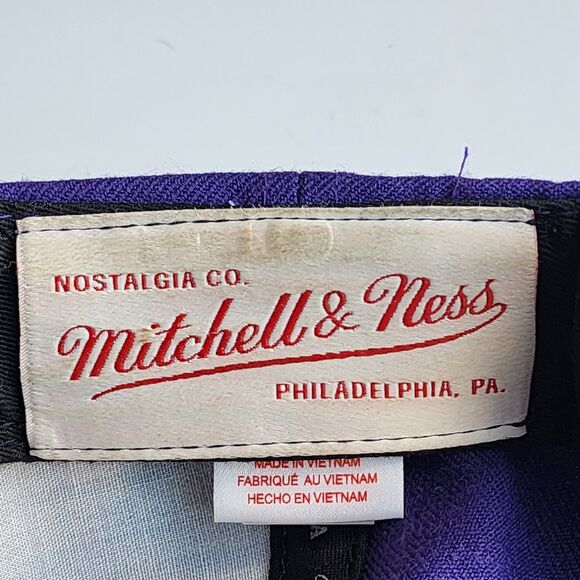 NOSTALGIA CO.
Mitchell & Ness
PHILADELPHIA, PA.
MADE IN VIETNAM
FABRIQUÉ AU VIETNAM
HECHO EN VIETNAM